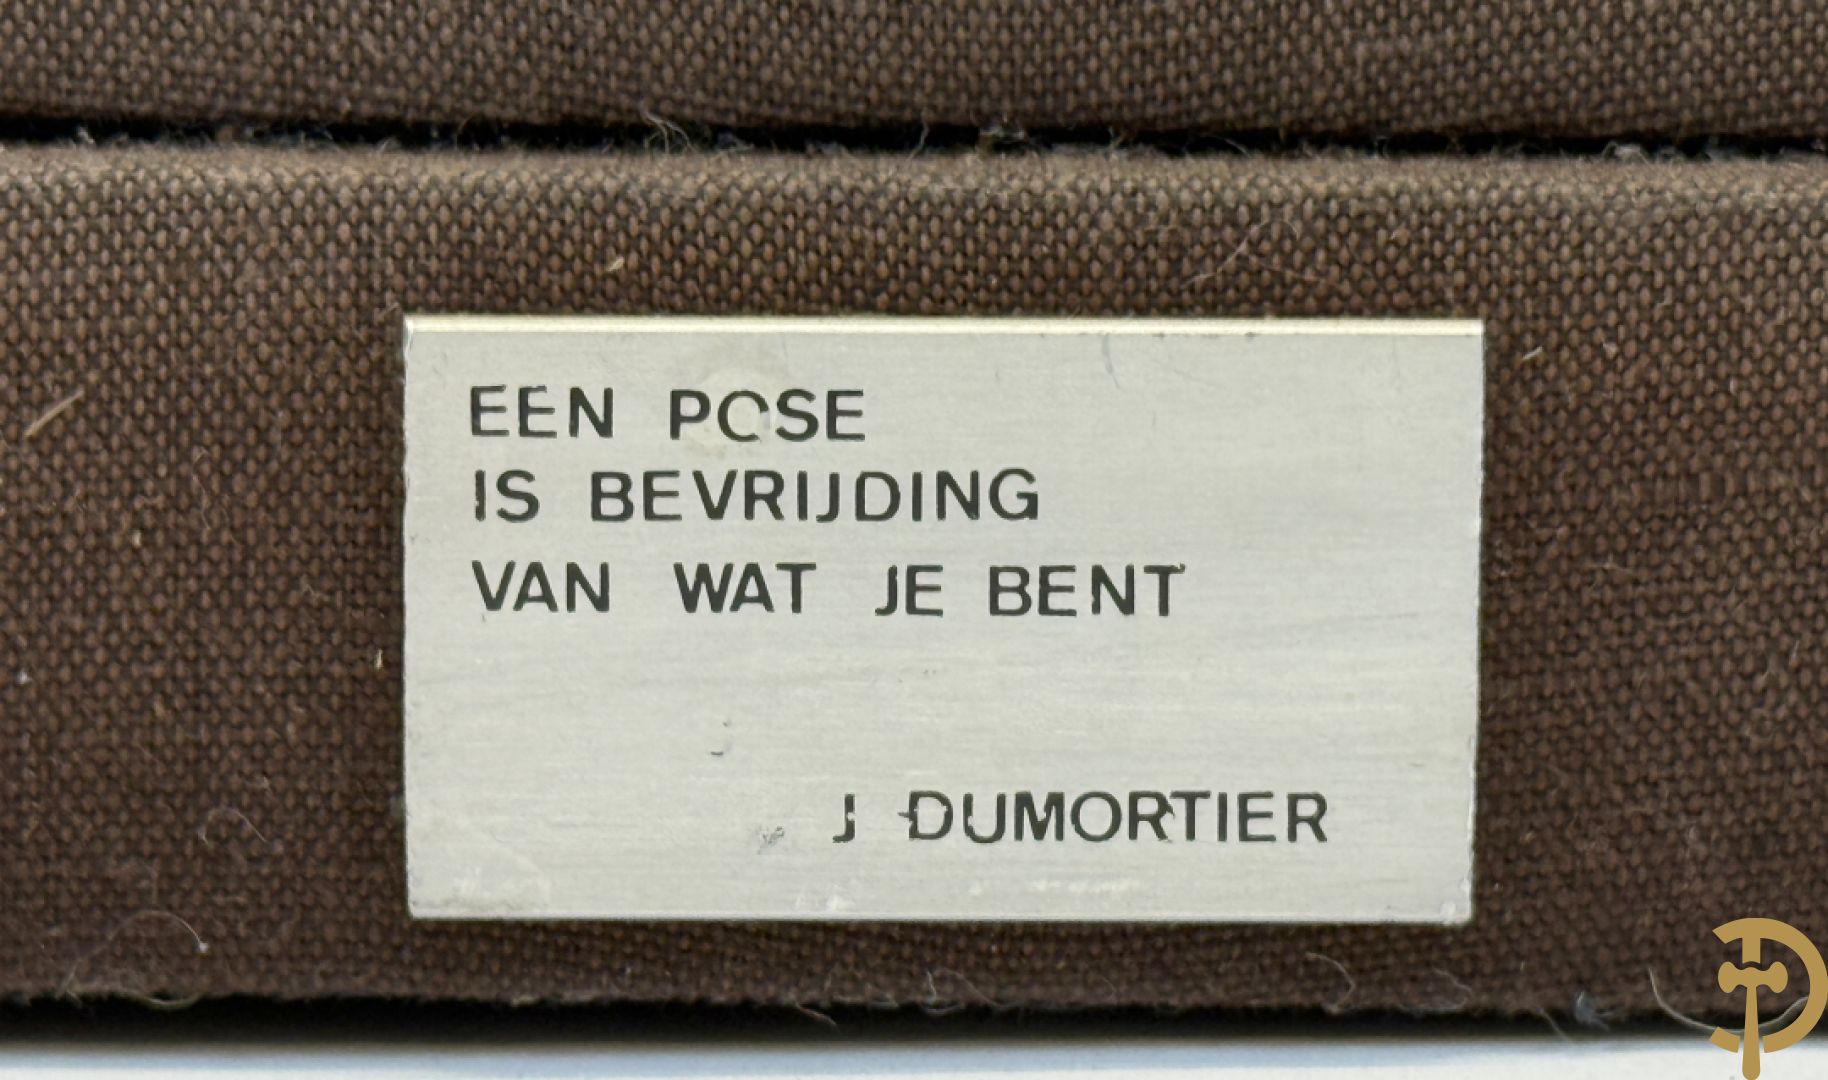 EEN POSE
IS BEVRIJDING
VAN WAT JE BENT
J DUMORTIER